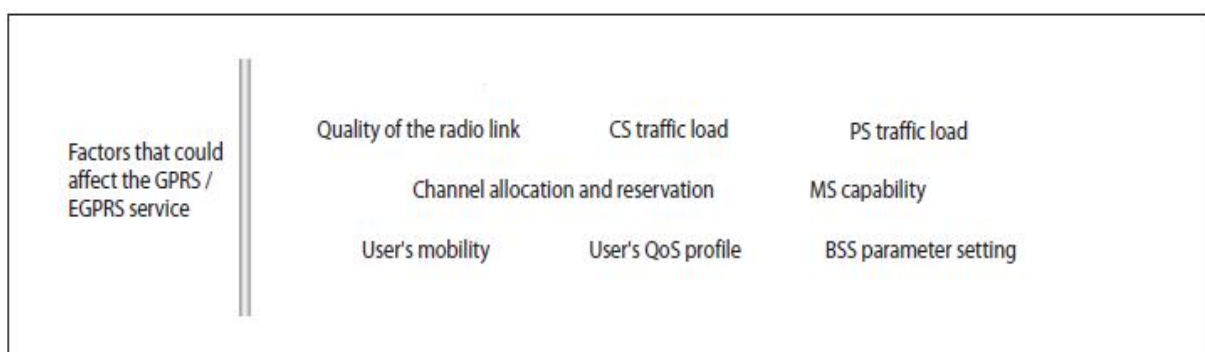 Factors that could
affect the GPRS /
EGPRS service
Quality of the radio link CS traffic load PS traffic load
Channel allocation and reservation MS capability
User's mobility User's QoS profile BSS parameter setting